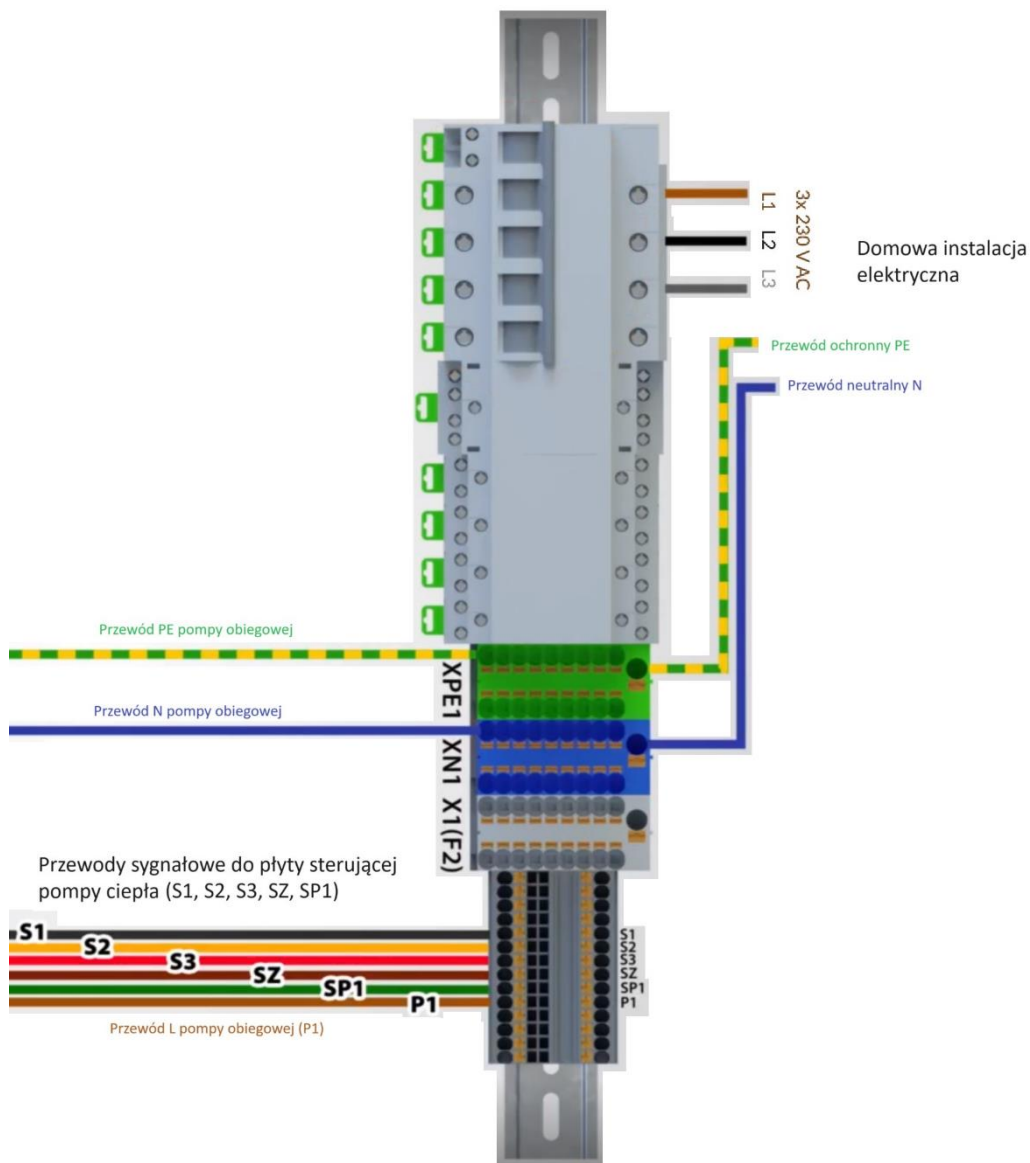 L1
L2
L3
3x 230 V AC
Domowa instalacja
elektryczna
Przewód ochronny PE
Przewód neutralny N
Przewód PE pompy obiegowej
XPE1
Przewód N pompy obiegowej
XN1
X1(F2)
Przewody sygnałowe do płyty sterującej
pompy ciepła (S1, S2, S3, SZ, SP1)
S1
S2
S3
SZ
SP1
P1
S1
S2
S3
SZ
SP1
P1
Przewód L pompy obiegowej (P1)